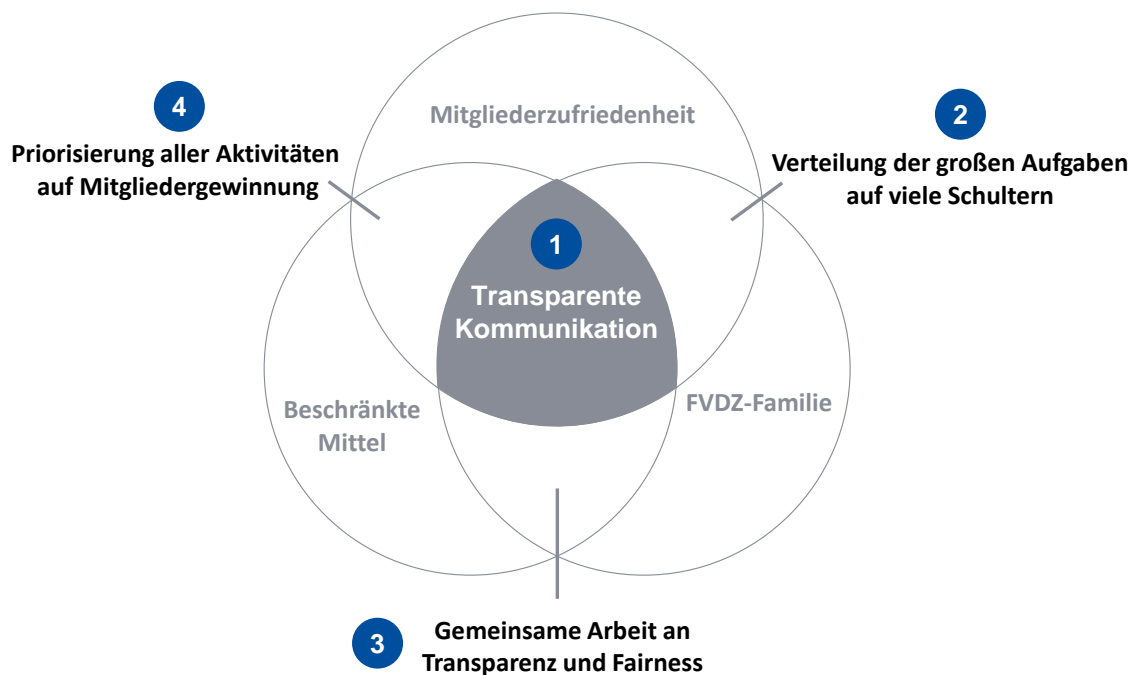 Mitgliederzufriedenheit
4
Priorisierung aller Aktivitäten
auf Mitgliedergewinnung
2
Verteilung der großen Aufgaben
auf viele Schultern
1
Transparente
Kommunikation
Beschränkte
Mittel
FVDZ-Familie
3
Gemeinsame Arbeit an
Transparenz und Fairness